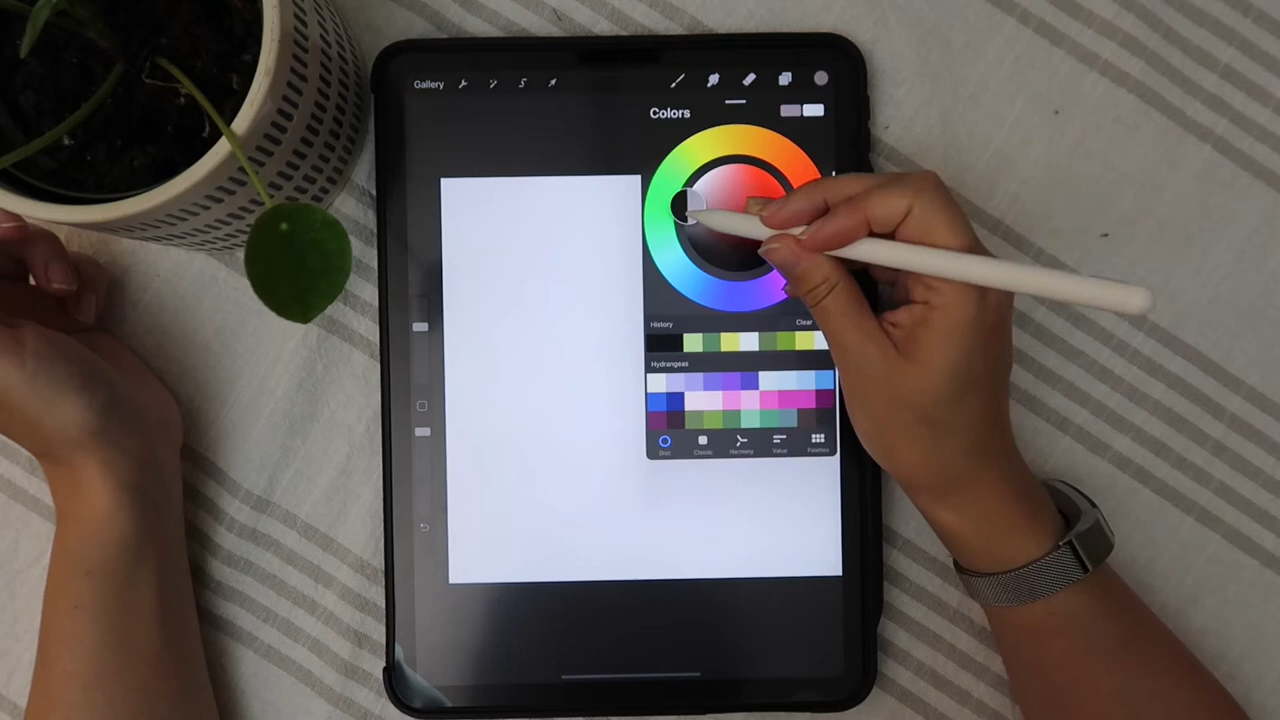 Gallery
Colors
History Clear
Hydrangeas
Disc Classic Harmony Value Palettes